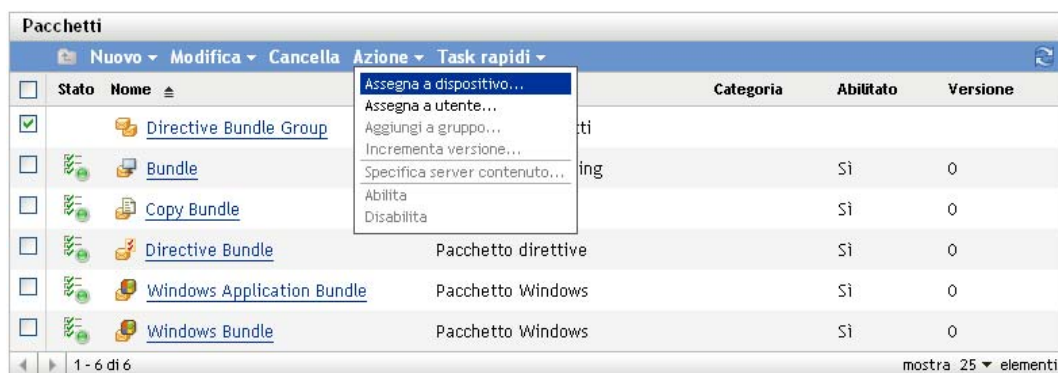 Pacchetti
Nuovo Modifica Cancella Azione Task rapidi
Stato Nome Categoria Abilitato Versione
Assegna a dispositivo...
Assegna a utente...
Aggiungi a gruppo...
Incrementa versione...
Specifica server contenuto...
Abilita
Disabilita
Directive Bundle Group
Bundle Sì 0
Copy Bundle Sì 0
Directive Bundle Pacchetto direttive Sì 0
Windows Application Bundle Pacchetto Windows Sì 0
Windows Bundle Pacchetto Windows Sì 0
1 - 6 di 6 mostra 25 elementi